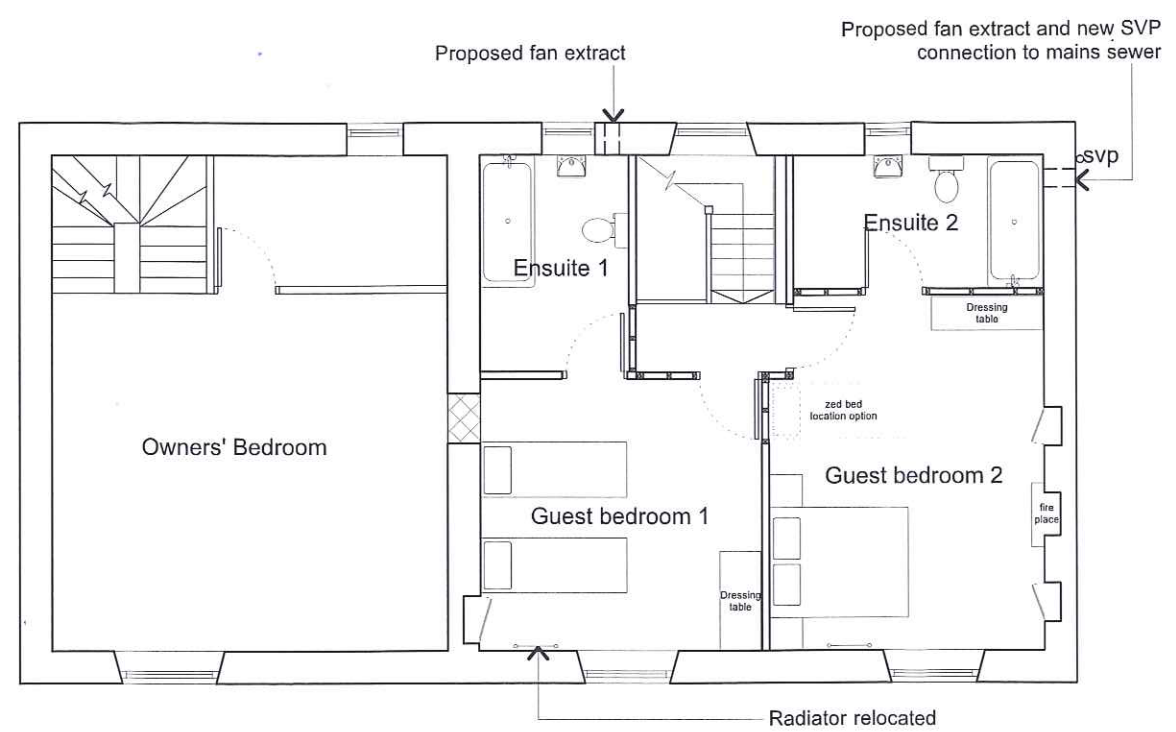 Proposed fan extract and new SVP
connection to mains sewer
Proposed fan extract
svp
Ensuite 2
Ensuite 1
Dressing
table
zed bed
location option
Owners' Bedroom
Guest bedroom 2
Guest bedroom 1
fire
place
Dressing
table
Radiator relocated